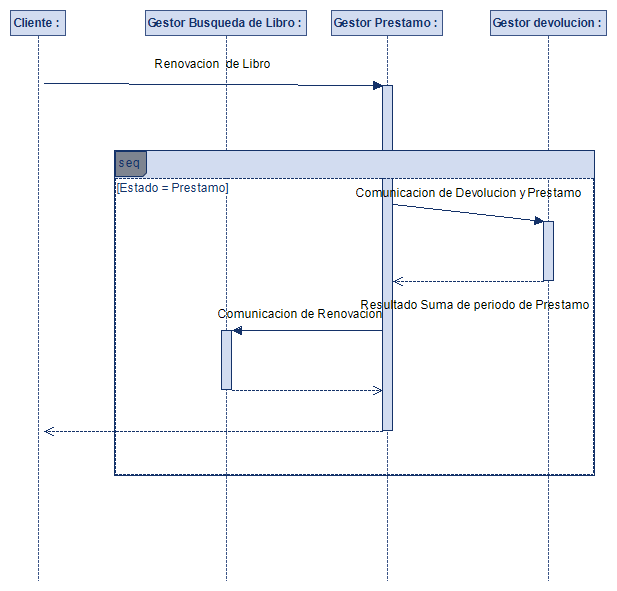 Cliente :
Gestor Busqueda de Libro :
Gestor Prestamo :
Gestor devolucion :
Renovacion de Libro
seq
[Estado = Prestamo]
Comunicacion de Devolucion y Prestamo
Resultado Suma de periodo de Prestamo
Comunicacion de Renovacion